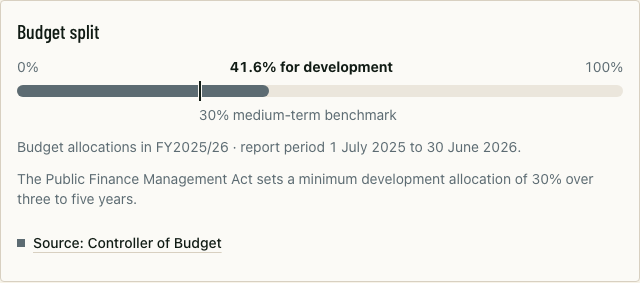 Budget split
0% 41.6% for development 100%
30% medium-term benchmark
Budget allocations in FY2025/26 · report period 1 July 2025 to 30 June 2026.
The Public Finance Management Act sets a minimum development allocation of 30% over
three to five years.
Source: Controller of Budget